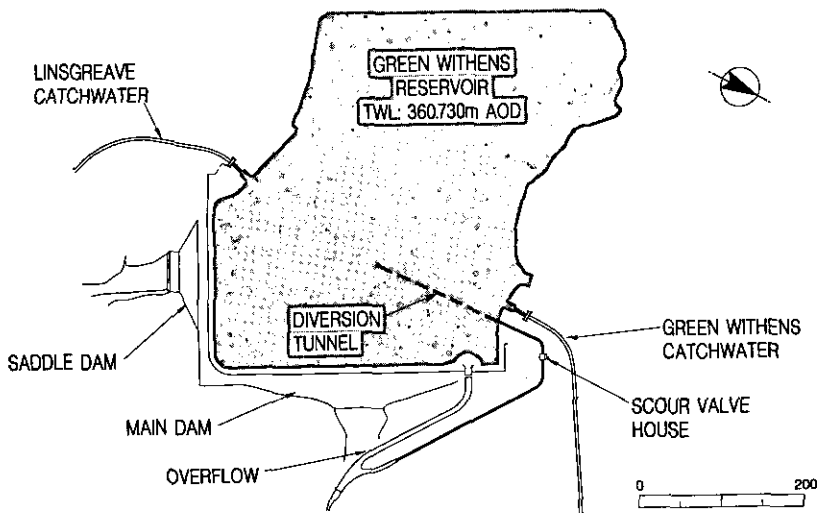 LINSGREAVE
CATCHWATER
GREEN WITHENS
RESERVOIR
TWL: 360.730m AOD
DIVERSION
TUNNEL
SADDLE DAM
MAIN DAM
OVERFLOW
GREEN WITHENS
CATCHWATER
SCOUR VALVE
HOUSE
0 200